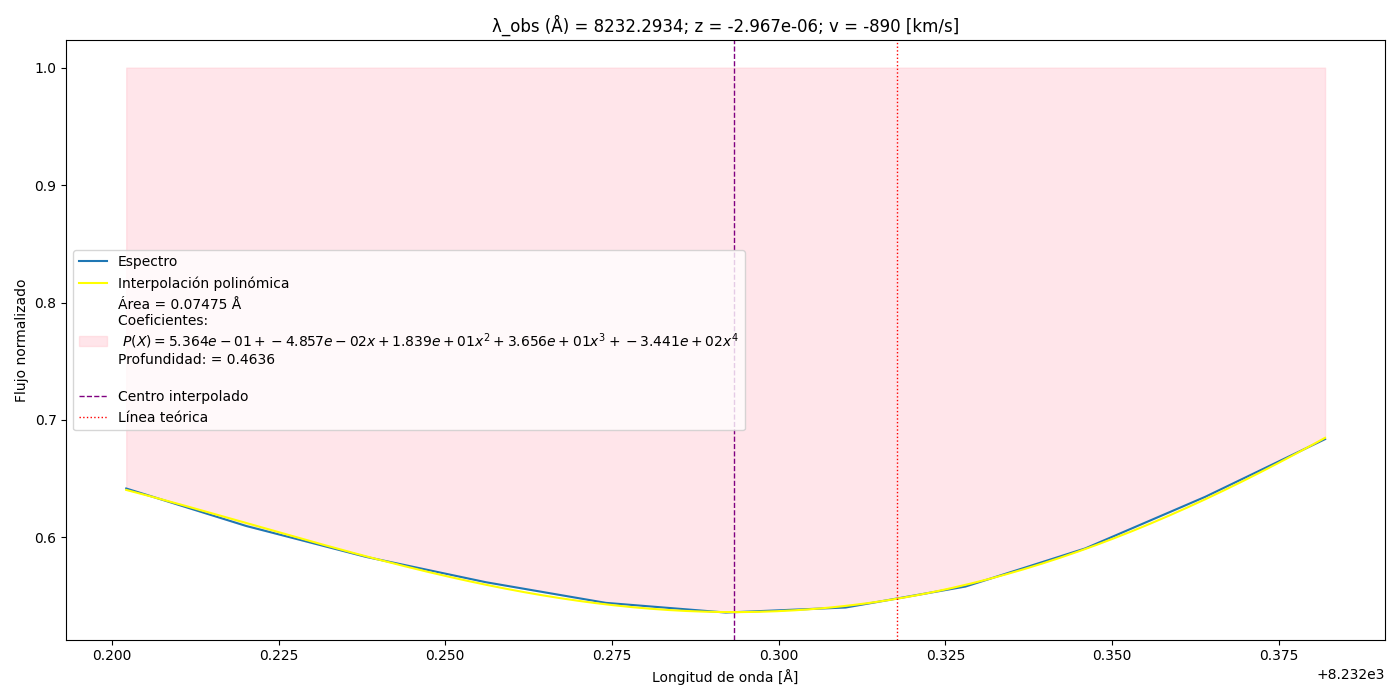 λ_obs (Å) = 8232.2934; z = -2.967e-06; v = -890 [km/s]
1.0
0.9
0.8
0.7
0.6
Flujo normalizado
Espectro
Interpolación polinómica
Área = 0.07475 Å
Coeficientes:
P(X) = 5.364e − 01 + −4.857e − 02x + 1.839e + 01x² + 3.656e + 01x³ + −3.441e + 02x⁴
Profundidad: = 0.4636
Centro interpolado
Línea teórica
0.200 0.225 0.250 0.275 0.300 0.325 0.350 0.375
+8.232e3
Longitud de onda [Å]